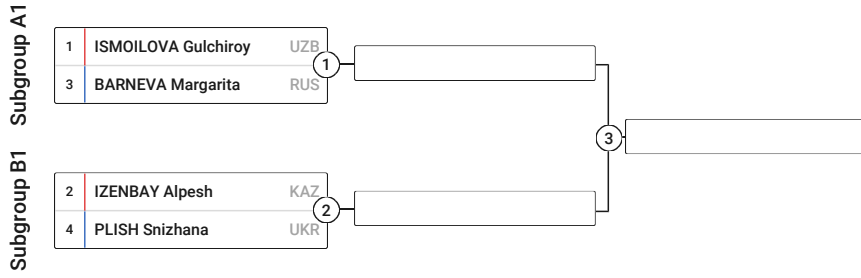 Subgroup A1
1 ISMOILOVA Gulchiroy UZB
3 BARNEVA Margarita RUS
1
3
Subgroup B1
2 IZENBAY Alpesh KAZ
4 PLISH Snizhana UKR
2